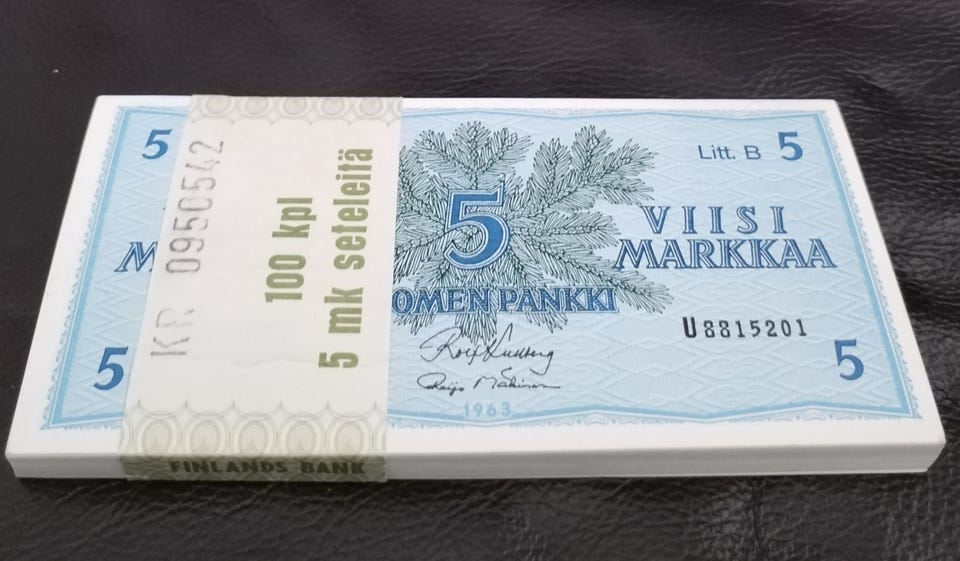 5
M
5
KR 0950542
100 kpl
5 mk seteleitä
FINLANDS BANK
5
OMEN PANKKI
1963
Litt. B 5
VIISI
MARKKAA
U8815201
5